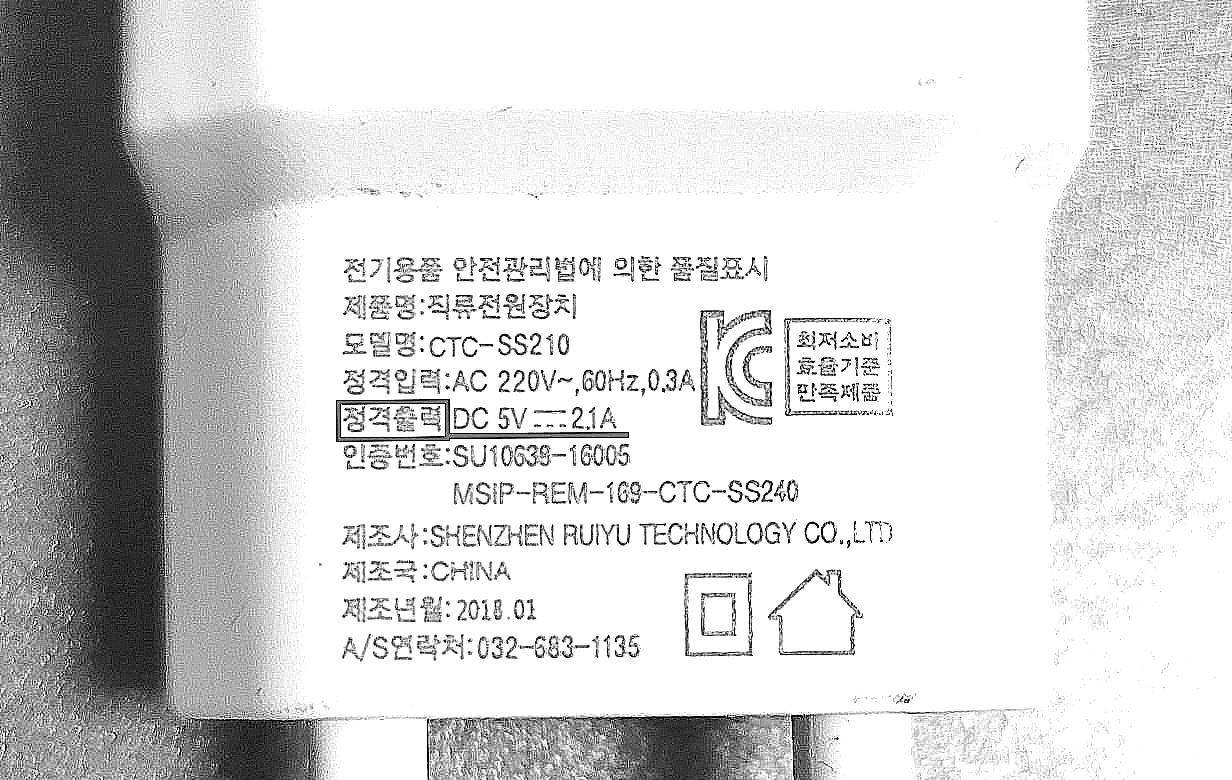 전기용품 안전관리법에 의한 품질표시
제품명:직류전원장치
모델명:CTC-SS210
정격입력:AC 220V~,60Hz,0.3A
정격출력 DC 5V ⎓ 2.1A
인증번호:SU10639-16005
MSIP-REM-169-CTC-SS240
제조사:SHENZHEN RUIYU TECHNOLOGY CO.,LTD
제조국:CHINA
제조년월:2018.01
A/S연락처:032-683-1135
KC
최저소비
효율기준
만족제품